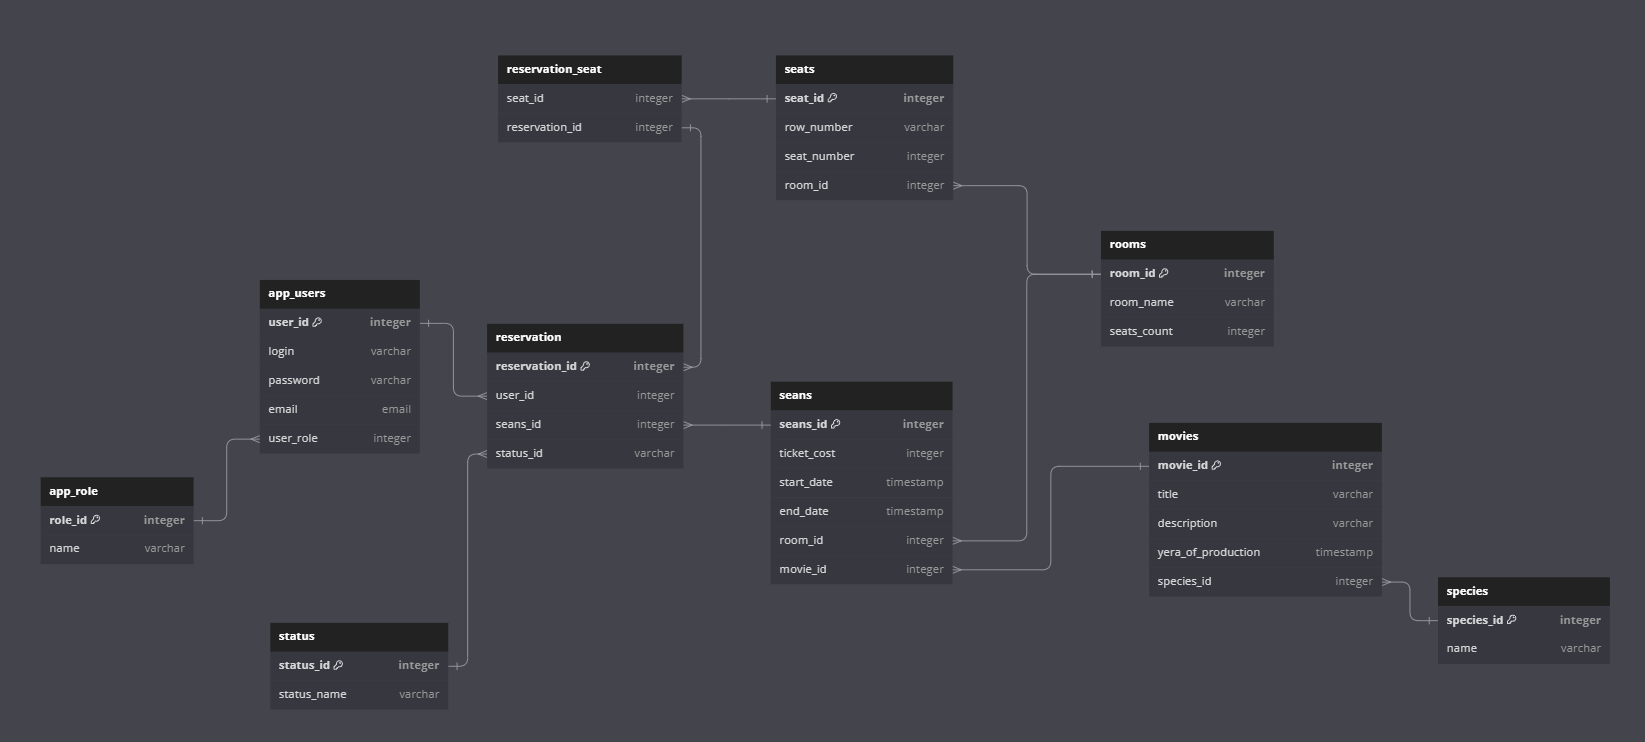 reservation_seat
seat_id integer
reservation_id integer
seats
seat_id integer
row_number varchar
seat_number integer
room_id integer
rooms
room_id integer
room_name varchar
seats_count integer
app_users
user_id integer
login varchar
password varchar
email email
user_role integer
reservation
reservation_id integer
user_id integer
seans_id integer
status_id varchar
seans
seans_id integer
ticket_cost integer
start_date timestamp
end_date timestamp
room_id integer
movie_id integer
movies
movie_id integer
title varchar
description varchar
yera_of_production timestamp
species_id integer
app_role
role_id integer
name varchar
species
species_id integer
name varchar
status
status_id integer
status_name varchar